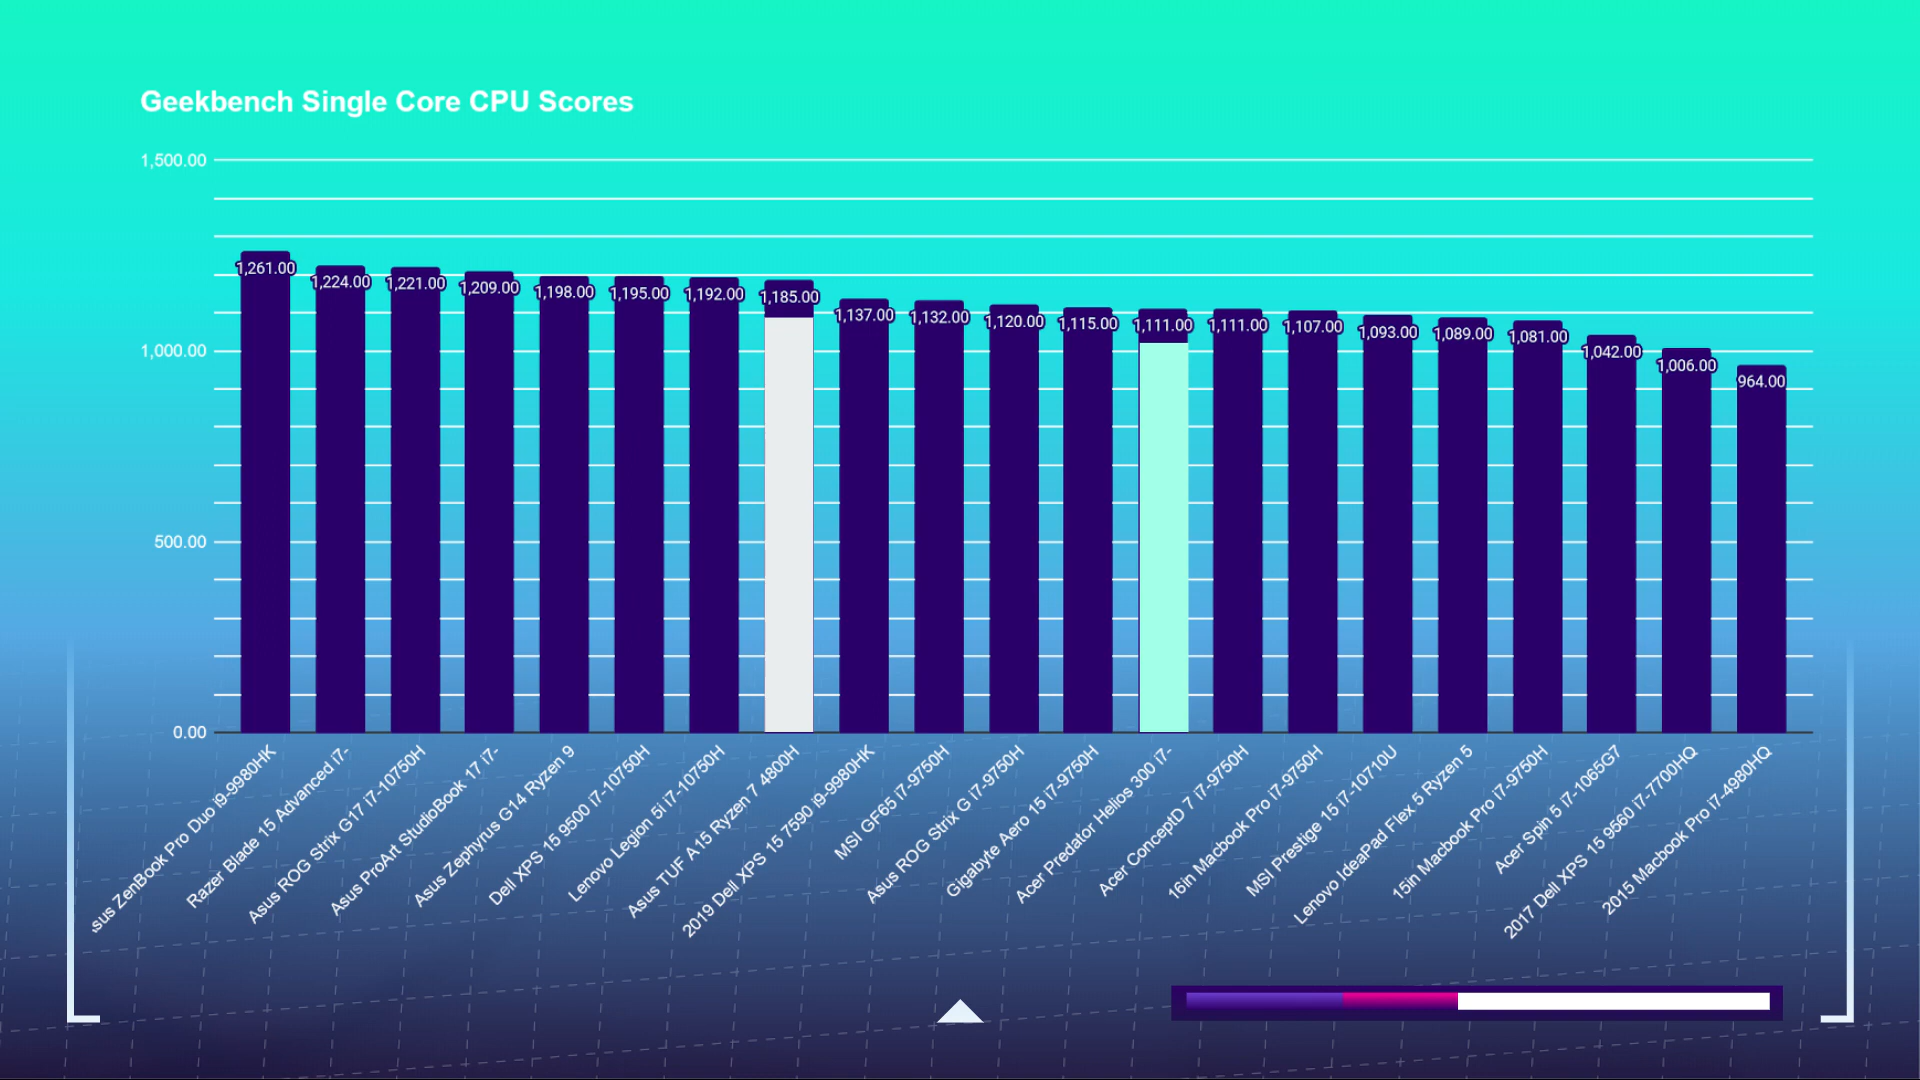 Geekbench Single Core CPU Scores
1,500.00
1,000.00
500.00
0.00
1,261.00
1,224.00
1,221.00
1,209.00
1,198.00
1,195.00
1,192.00
1,185.00
1,137.00
1,132.00
1,120.00
1,115.00
1,111.00
1,111.00
1,107.00
1,093.00
1,089.00
1,081.00
1,042.00
1,006.00
964.00
sus ZenBook Pro Duo i9-9980HK
Razer Blade 15 Advanced i7-
Asus ROG Strix G17 i7-10750H
Asus ProArt StudioBook 17 i7-
Asus Zephyrus G14 Ryzen 9
Dell XPS 15 9500 i7-10750H
Lenovo Legion 5i i7-10750H
Asus TUF A15 Ryzen 7 4800H
2019 Dell XPS 15 7590 i9-9980HK
MSI GF65 i7-9750H
Asus ROG Strix G i7-9750H
Gigabyte Aero 15 i7-9750H
Acer Predator Helios 300 i7-
Acer ConceptD 7 i7-9750H
16in Macbook Pro i7-9750H
MSI Prestige 15 i7-10710U
Lenovo IdeaPad Flex 5 Ryzen 5
15in Macbook Pro i7-9750H
Acer Spin 5 i7-1065G7
2017 Dell XPS 15 9560 i7-7700HQ
2015 Macbook Pro i7-4980HQ